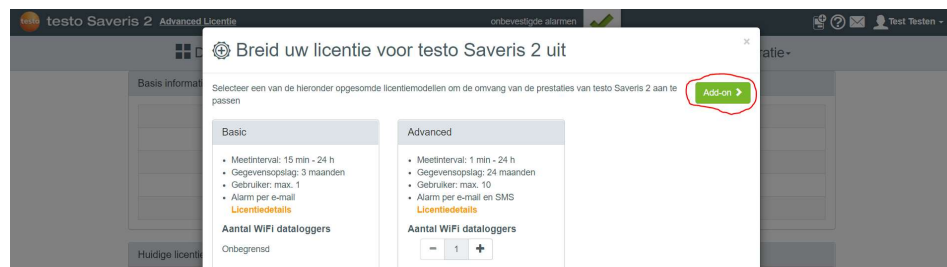 testo
testo Saveris 2 Advanced Licentie
onbevestigde alarmen
Test Testen
D
Breid uw licentie voor testo Saveris 2 uit
×
ratie
Basis informat
Selecteer een van de hieronder opgesomde licentiemodellen om de omvang van de prestaties van testo Saveris 2 aan te
passen
Add-on
Basic
Advanced
• Meetinterval: 15 min - 24 h
• Gegevensopslag: 3 maanden
• Gebruiker: max. 1
• Alarm per e-mail
Licentiedetails
Aantal WiFi dataloggers
Onbegrensd
• Meetinterval: 1 min - 24 h
• Gegevensopslag: 24 maanden
• Gebruiker: max. 10
• Alarm per e-mail en SMS
Licentiedetails
Aantal WiFi dataloggers
− 1 +
Huidige licentie